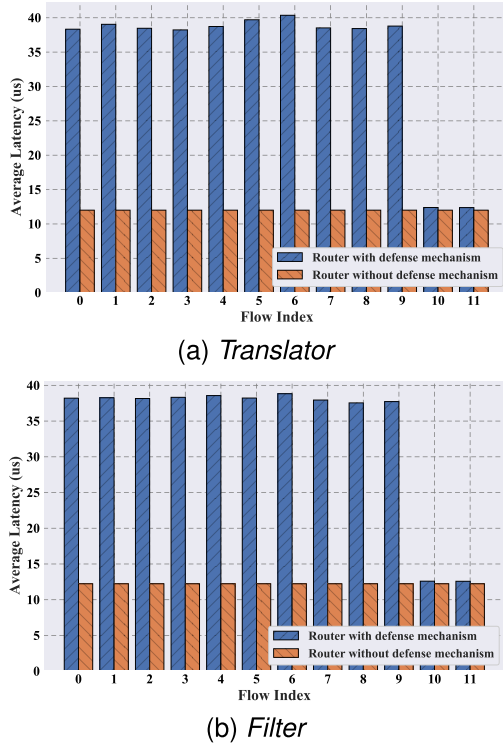 40
35
30
25
20
15
10
5
0
Average Latency (us)
Router with defense mechanism
Router without defense mechanism
0 1 2 3 4 5 6 7 8 9 10 11
Flow Index
(a) Translator
40
35
30
25
20
15
10
5
0
Average Latency (us)
Router with defense mechanism
Router without defense mechanism
0 1 2 3 4 5 6 7 8 9 10 11
Flow Index
(b) Filter